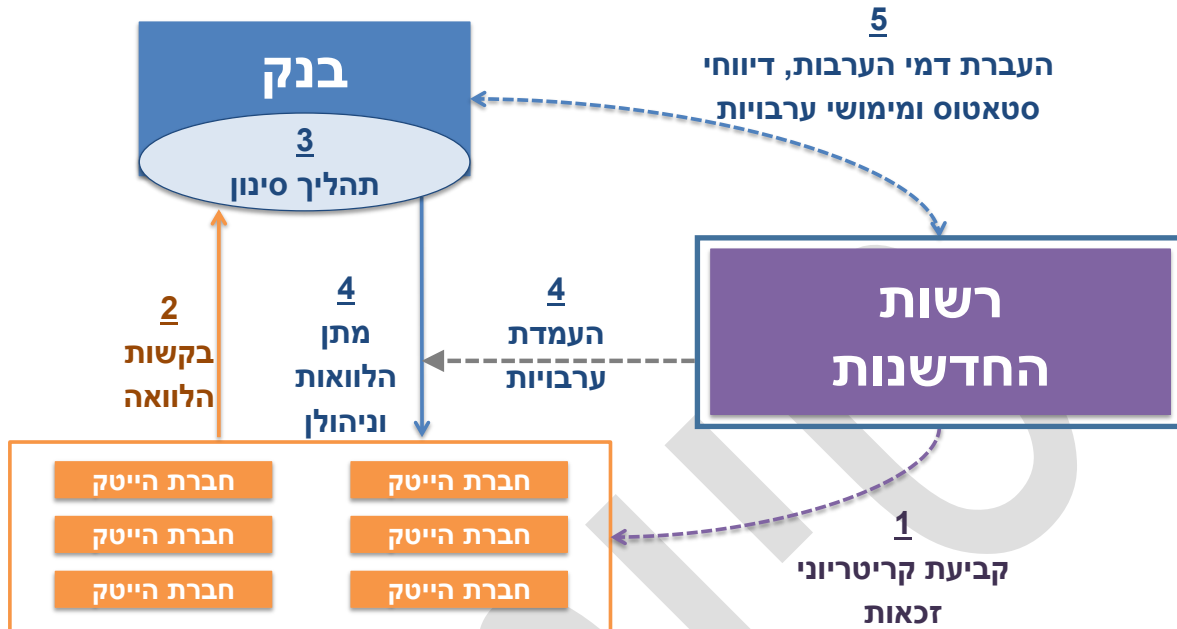 5
העברת דמי הערבות, דיווחי
סטאטוס ומימושי ערבויות
בנק
3
תהליך סינון
רשות
החדשנות
4
העמדת
ערבויות
4
מתן
הלוואות
וניהולן
2
בקשות
הלוואה
חברת הייטק
חברת הייטק
חברת הייטק
חברת הייטק
חברת הייטק
חברת הייטק
1
קביעת קריטריוני
זכאות